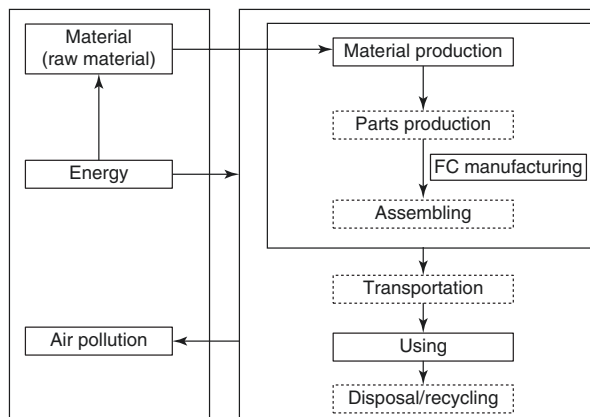 Material
(raw material)
Energy
Air pollution
Material production
Parts production
FC manufacturing
Assembling
Transportation
Using
Disposal/recycling